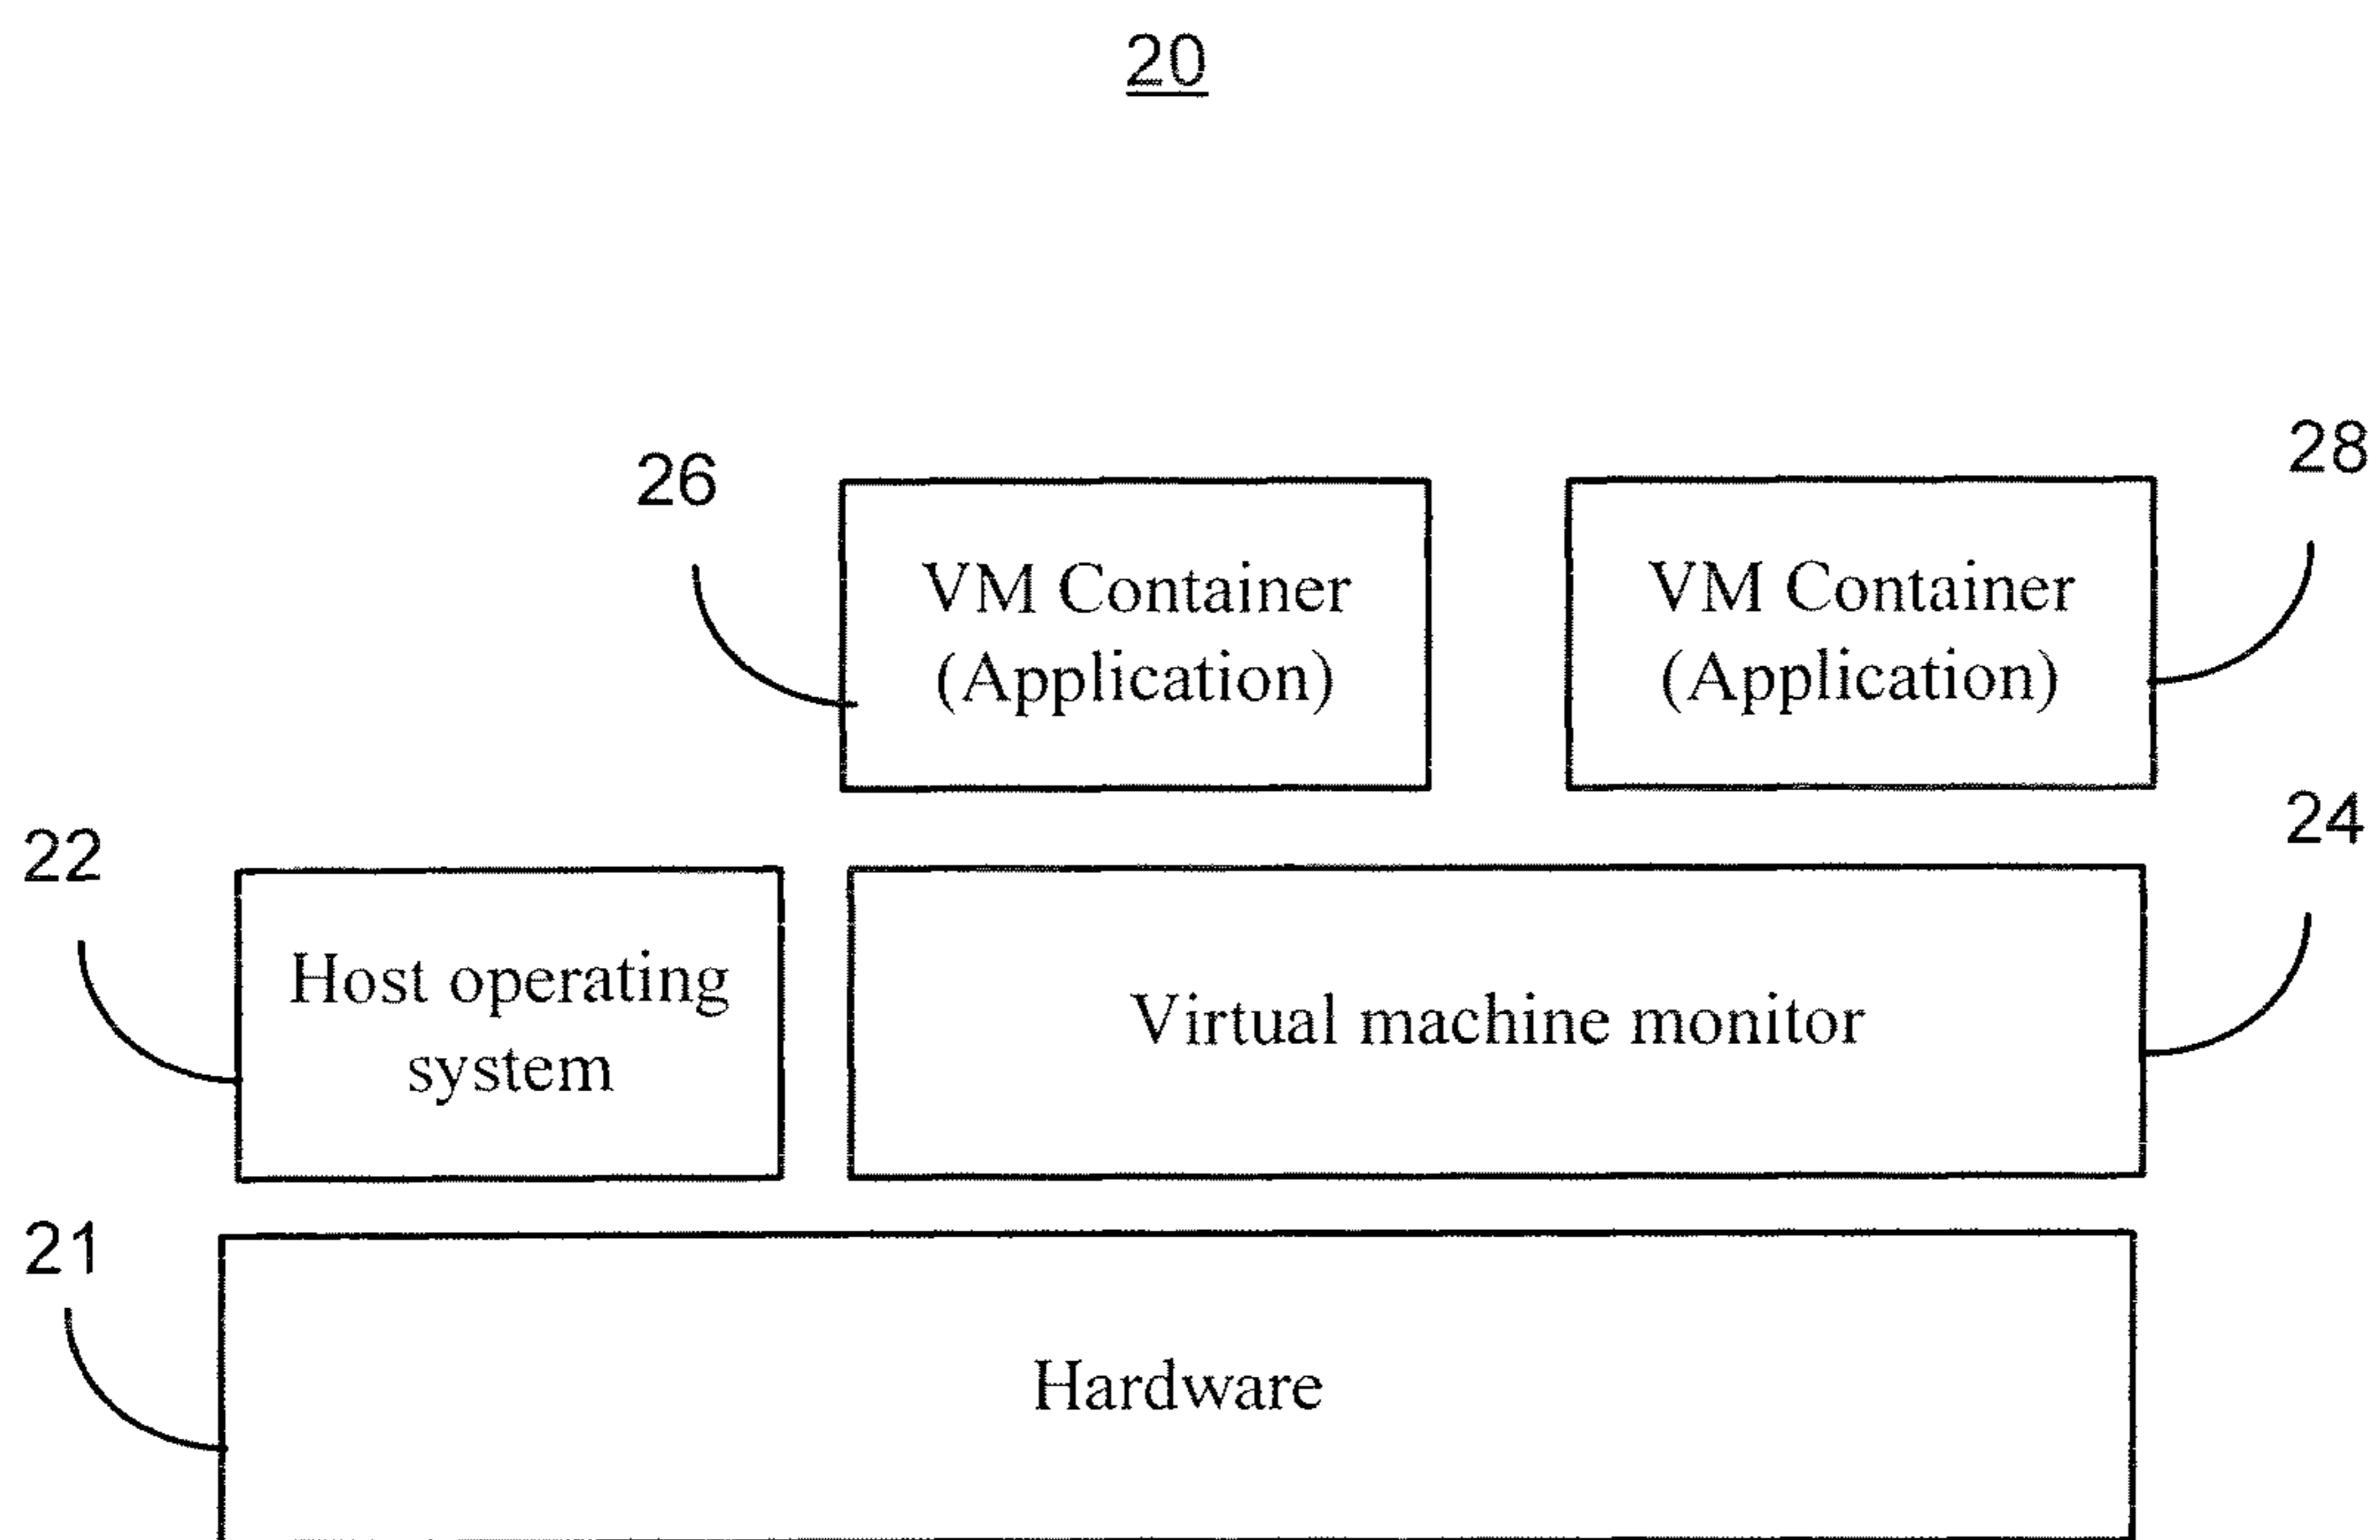 20
26
28
VM Container
(Application)
VM Container
(Application)
22
24
Host operating
system
Virtual machine monitor
21
Hardware